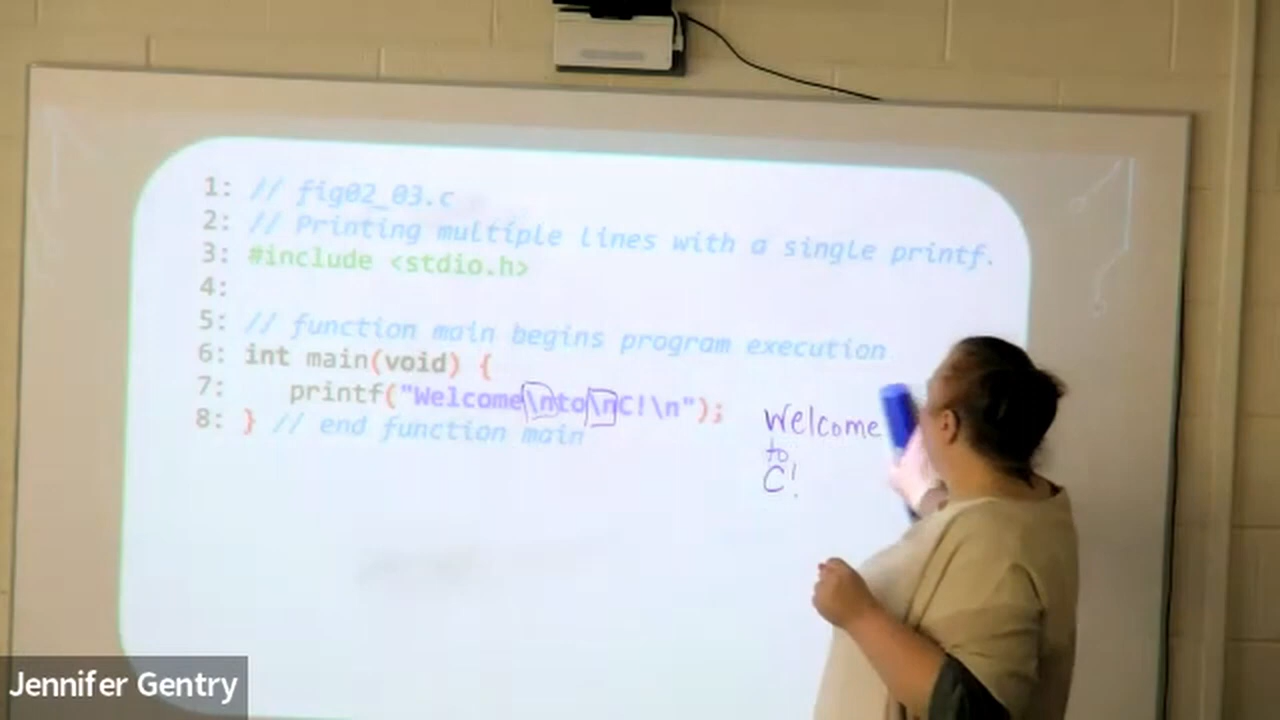 1: // fig02_03.c
2: // Printing multiple lines with a single printf.
3: #include <stdio.h>
4:
5: // function main begins program execution
6: int main(void) {
7:    printf("Welcome\nto\nC!\n");
8: } // end function main
Welcome
to
C!
Jennifer Gentry